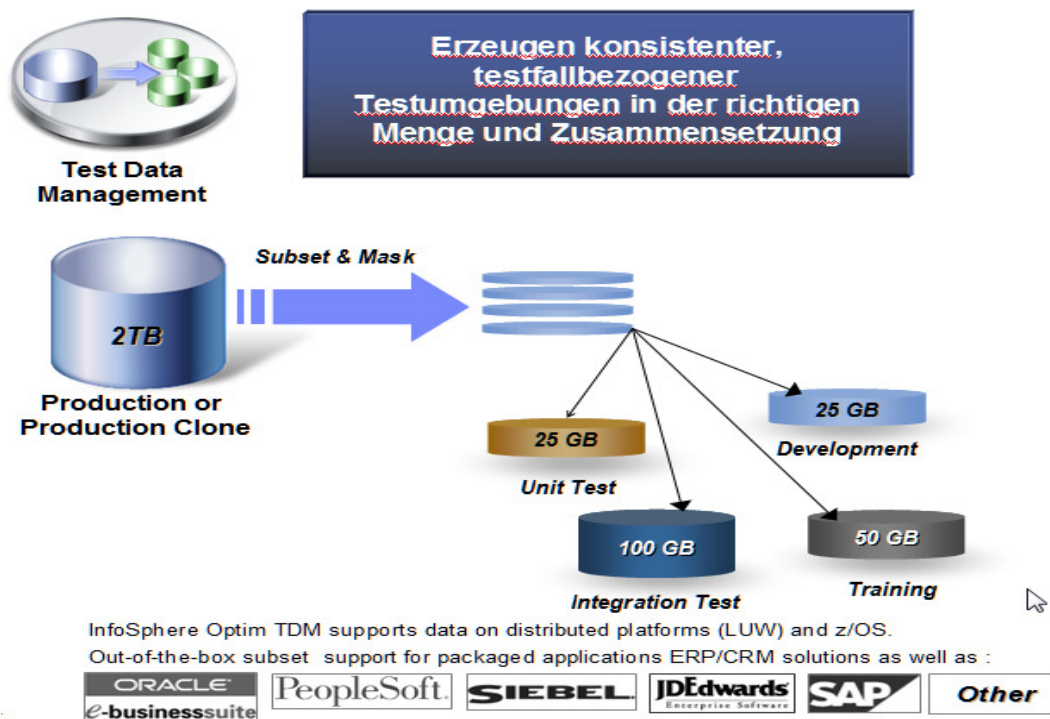 Erzeugen konsistenter,
testfallbezogener
Testumgebungen in der richtigen
Menge und Zusammensetzung
Test Data
Management
Subset & Mask
2TB
Production or
Production Clone
25 GB
Development
25 GB
Unit Test
100 GB
Integration Test
50 GB
Training
InfoSphere Optim TDM supports data on distributed platforms (LUW) and z/OS.
Out-of-the-box subset support for packaged applications ERP/CRM solutions as well as :
ORACLE
e-businesssuite
PeopleSoft.
SIEBEL.
JDEdwards
Enterprise Software
SAP
Other